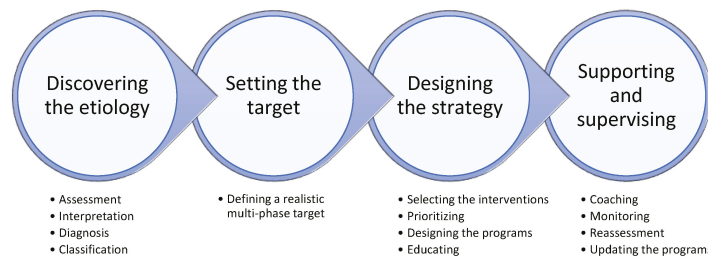 Discovering
the etiology
Setting the
target
Designing
the strategy
Supporting
and
supervising
• Assessment
• Interpretation
• Diagnosis
• Classification
• Defining a realistic
multi-phase target
• Selecting the interventions
• Prioritizing
• Designing the programs
• Educating
• Coaching
• Monitoring
• Reassessment
• Updating the program